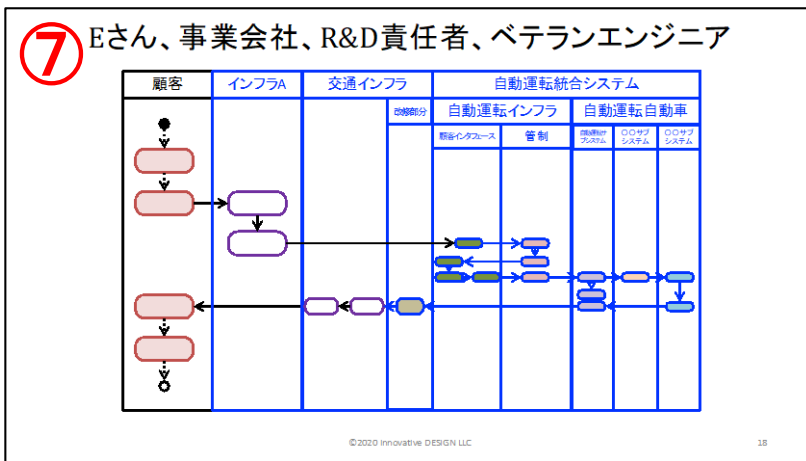 ⑦ Eさん、事業会社、R&D責任者、ベテランエンジニア
顧客 インフラA 交通インフラ 自動運転統合システム
改修部分 自動運転インフラ 自動運転自動車
顧客インタフェース 管制 〇〇サブシステム 〇〇サブシステム
©2020 Innovative DESIGN LLC
18